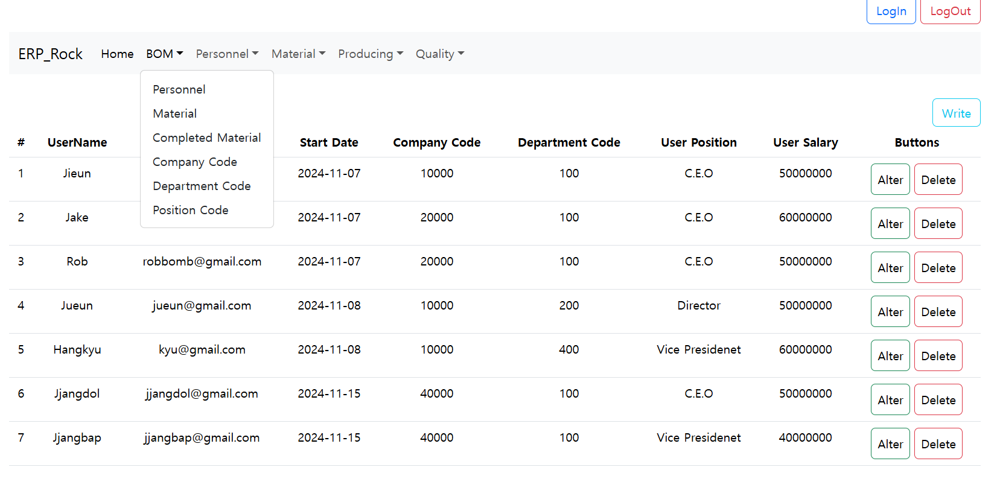 LogIn LogOut
ERP_Rock Home BOM Personnel Material Producing Quality
Personnel
Material
Completed Material
Company Code
Department Code
Position Code
Write
# UserName Start Date Company Code Department Code User Position User Salary Buttons
1 Jieun 2024-11-07 10000 100 C.E.O 50000000 Alter Delete
2 Jake 2024-11-07 20000 100 C.E.O 60000000 Alter Delete
3 Rob robbomb@gmail.com 2024-11-07 20000 100 C.E.O 50000000 Alter Delete
4 Jueun jueun@gmail.com 2024-11-08 10000 200 Director 50000000 Alter Delete
5 Hangkyu kyu@gmail.com 2024-11-08 10000 400 Vice Presidenet 60000000 Alter Delete
6 Jjangdol jjangdol@gmail.com 2024-11-15 40000 100 C.E.O 50000000 Alter Delete
7 Jjangbap jjangbap@gmail.com 2024-11-15 40000 100 Vice Presidenet 40000000 Alter Delete